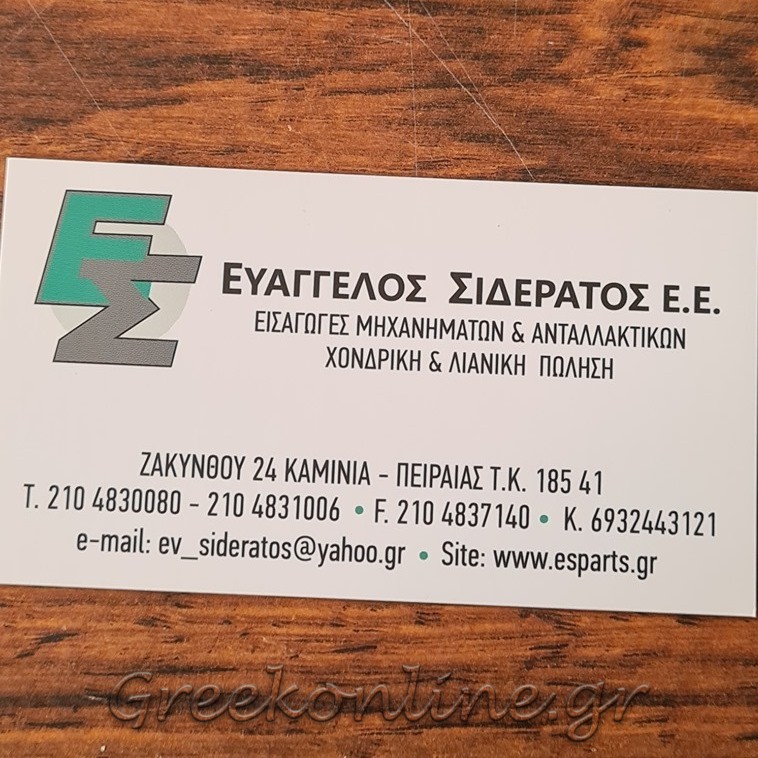 ΕΣ
ΕΥΑΓΓΕΛΟΣ ΣΙΔΕΡΑΤΟΣ Ε.Ε.
ΕΙΣΑΓΩΓΕΣ ΜΗΧΑΝΗΜΑΤΩΝ & ΑΝΤΑΛΛΑΚΤΙΚΩΝ
ΧΟΝΔΡΙΚΗ & ΛΙΑΝΙΚΗ ΠΩΛΗΣΗ
ΖΑΚΥΝΘΟΥ 24 ΚΑΜΙΝΙΑ - ΠΕΙΡΑΙΑΣ Τ.Κ. 185 41
Τ. 210 4830080 - 210 4831006 • F. 210 4837140 • Κ. 6932443121
e-mail: ev_sideratos@yahoo.gr • Site: www.esparts.gr
Greekonline.gr